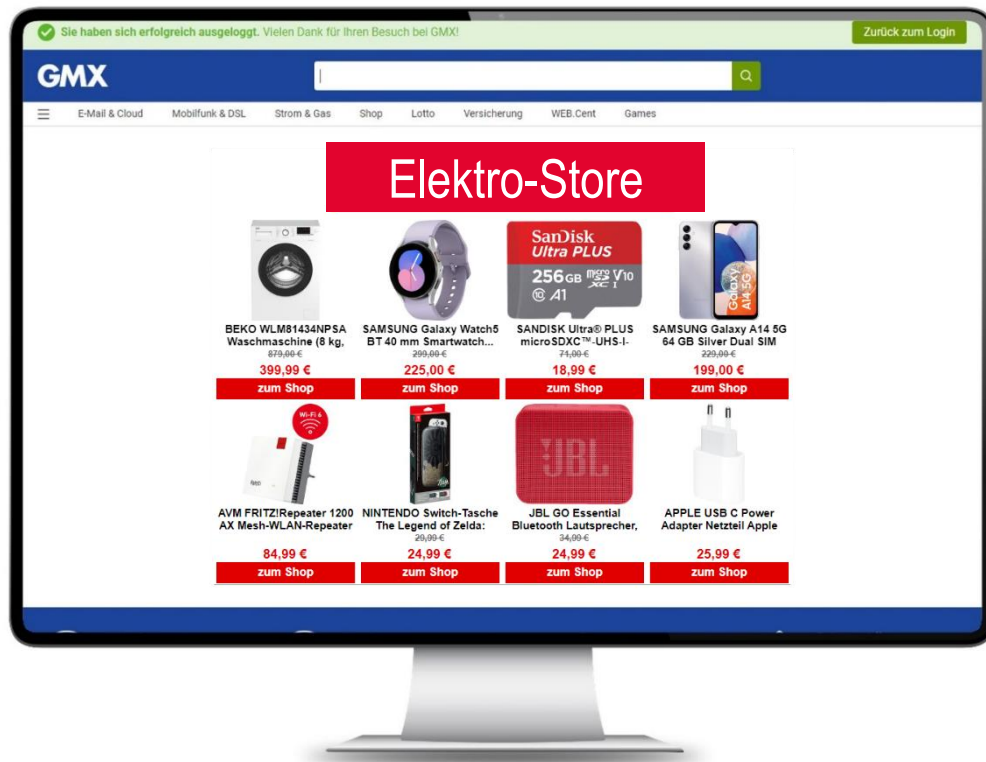 Sie haben sich erfolgreich ausgeloggt. Vielen Dank für Ihren Besuch bei GMX!
Zurück zum Login
GMX
E-Mail & Cloud Mobilfunk & DSL Strom & Gas Shop Lotto Versicherung WEB.Cent Games
Elektro-Store
SanDisk
Ultra PLUS
256GB micro SD XC I V10
A1
Galaxy
A14 5G
BEKO WLM81434NPSA
Waschmaschine (8 kg,
879,00 €
399,99 €
zum Shop
SAMSUNG Galaxy Watch5
BT 40 mm Smartwatch...
299,00 €
225,00 €
zum Shop
SANDISK Ultra® PLUS
microSDXC™-UHS-I-
71,00 €
18,99 €
zum Shop
SAMSUNG Galaxy A14 5G
64 GB Silver Dual SIM
229,00 €
199,00 €
zum Shop
Wi-Fi 6
JBL
AVM FRITZ!Repeater 1200
AX Mesh-WLAN-Repeater
84,99 €
zum Shop
NINTENDO Switch-Tasche
The Legend of Zelda:
29,99 €
24,99 €
zum Shop
JBL GO Essential
Bluetooth Lautsprecher,
34,99 €
24,99 €
zum Shop
APPLE USB C Power
Adapter Netzteil Apple
25,99 €
zum Shop